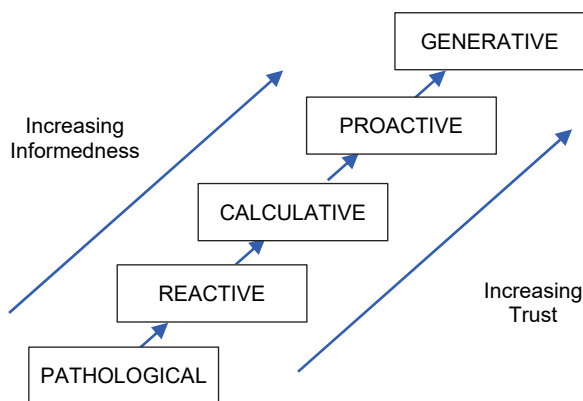 GENERATIVE
Increasing
Informedness
PROACTIVE
CALCULATIVE
REACTIVE
Increasing
Trust
PATHOLOGICAL